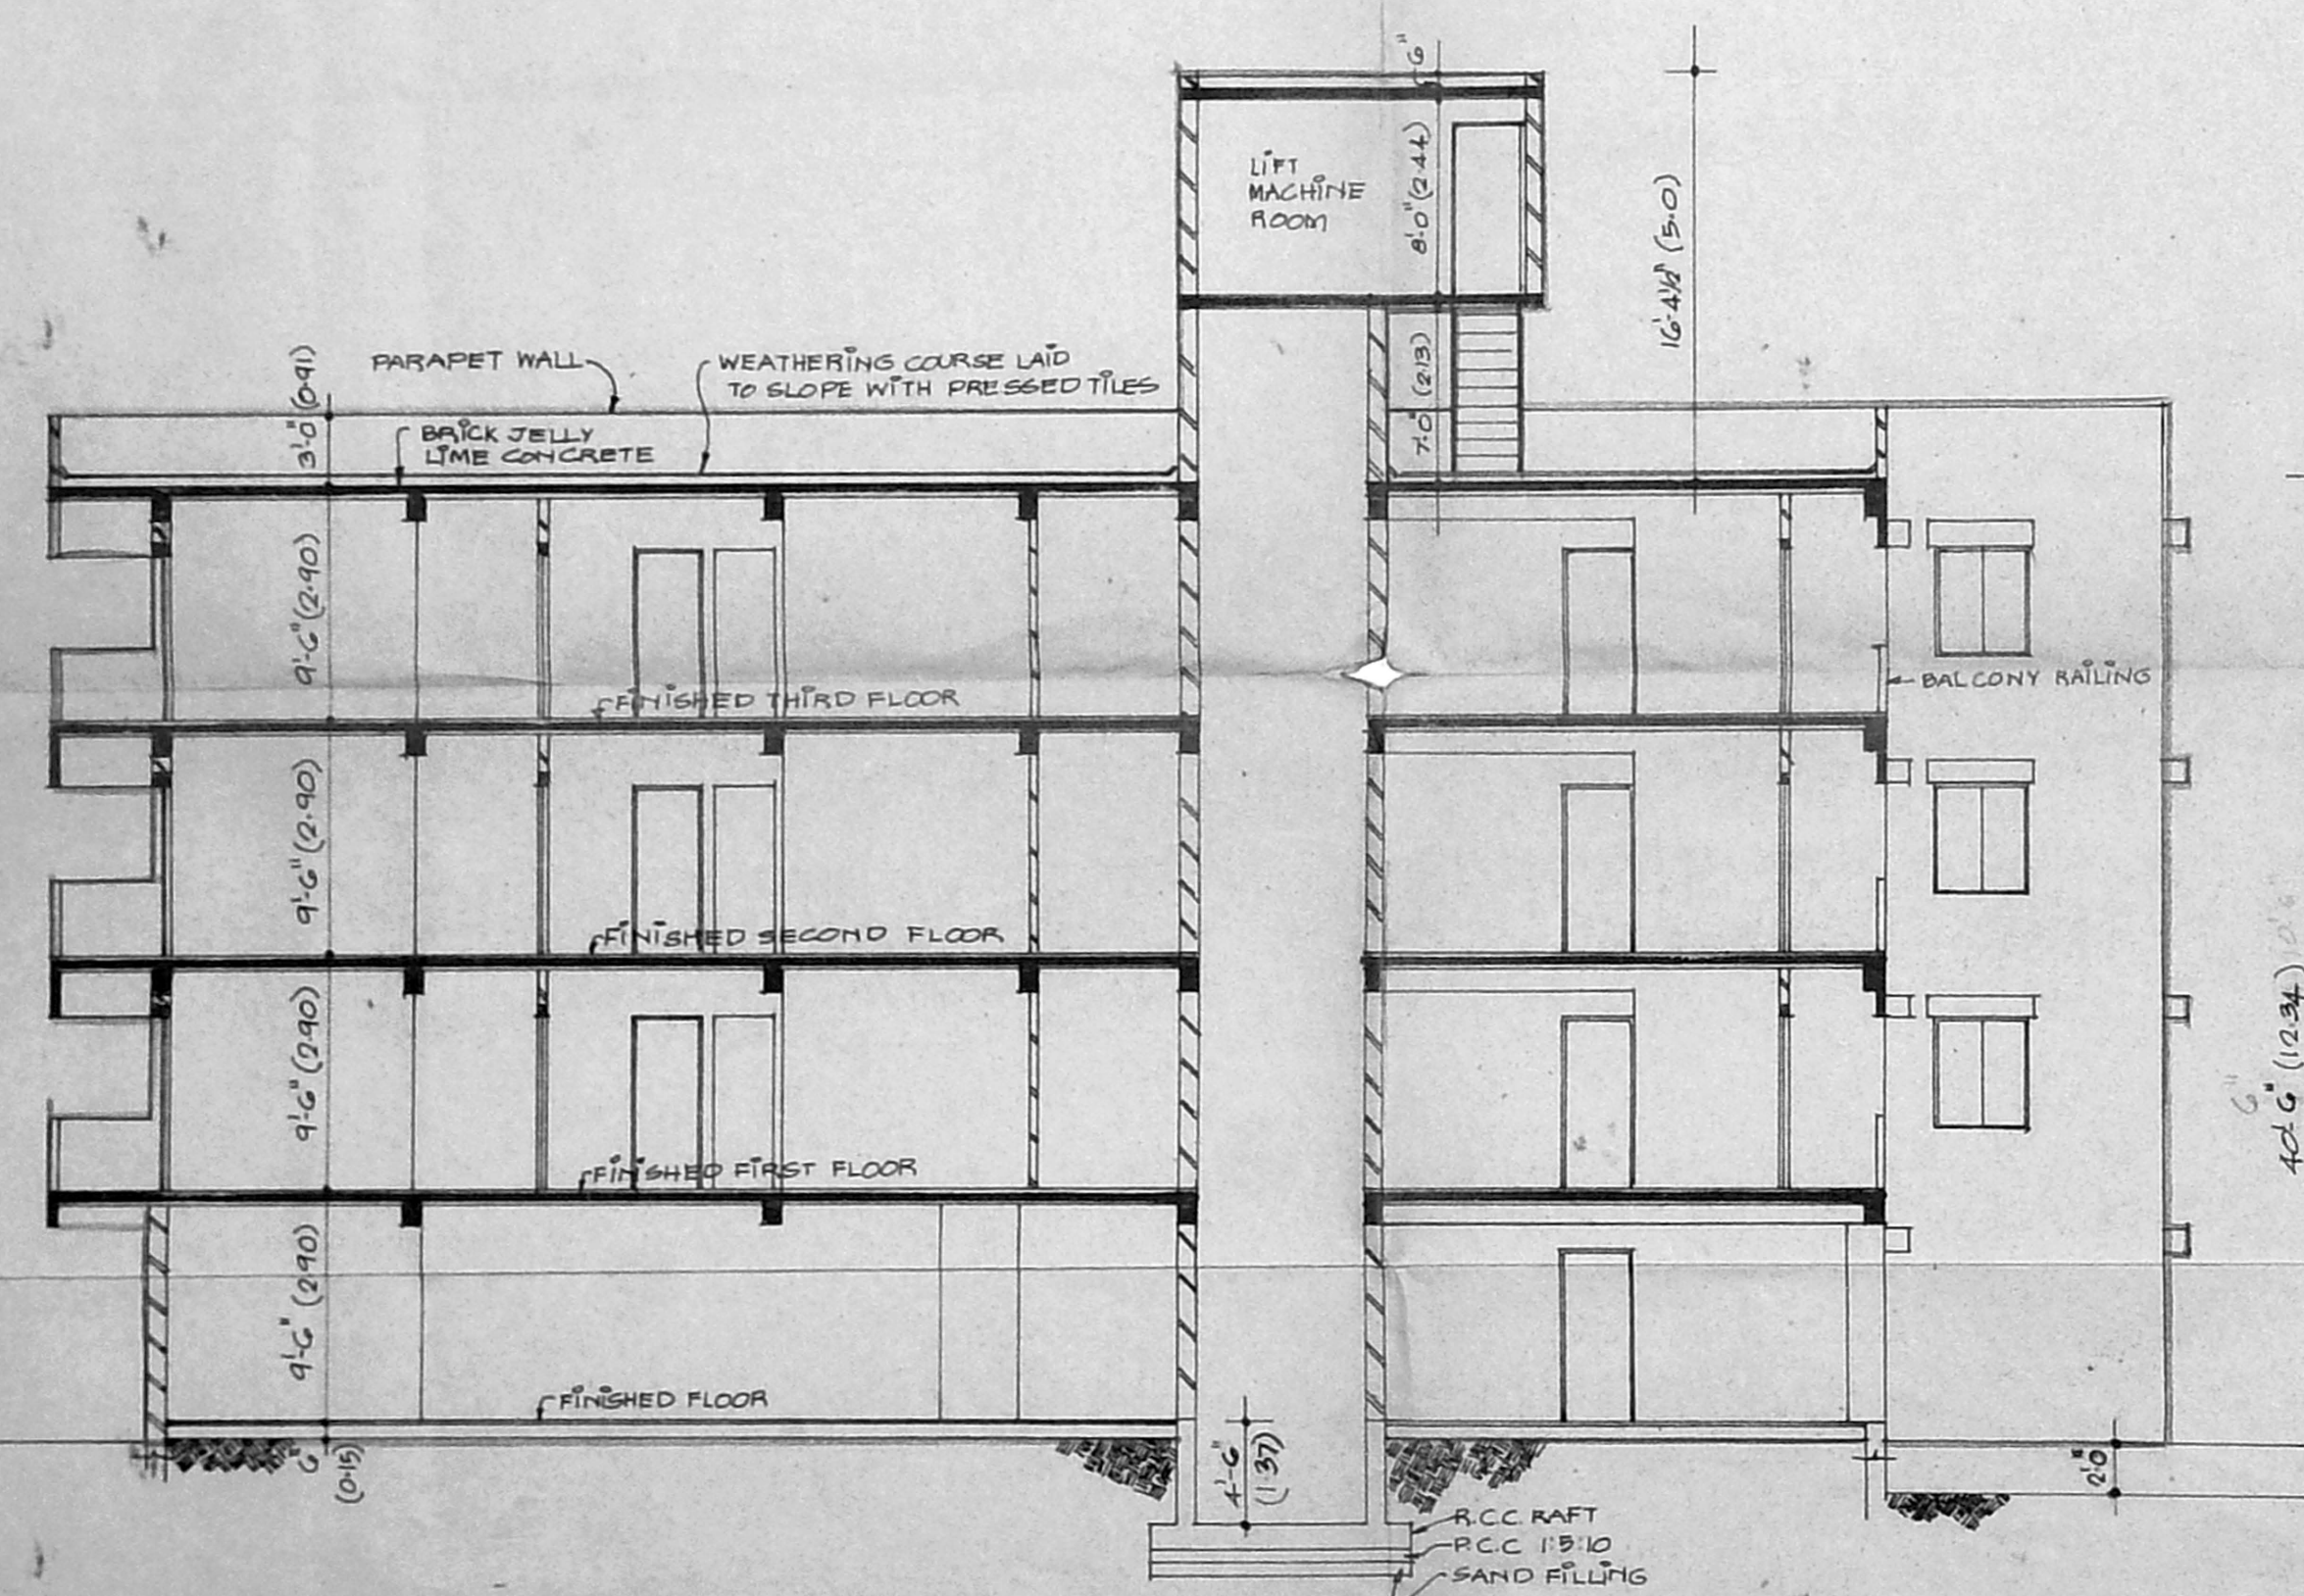 6"
LIFT
MACHINE
ROOM
8'-0" (2.44)
16'-4½" (5.0)
PARAPET WALL
WEATHERING COURSE LAID
TO SLOPE WITH PRESSED TILES
3'-0" (0.91)
BRICK JELLY
LIME CONCRETE
7'-0" (2.13)
9'-6" (2.90)
FINISHED THIRD FLOOR
BALCONY RAILING
9'-6" (2.90)
FINISHED SECOND FLOOR
9'-6" (2.90)
FINISHED FIRST FLOOR
6"
40'-6" (12.34)
9'-6" (2.90)
FINISHED FLOOR
6"
(0.15)
4'-6"
(1.37)
2'-0"
R.C.C. RAFT
P.C.C 1:5:10
SAND FILLING